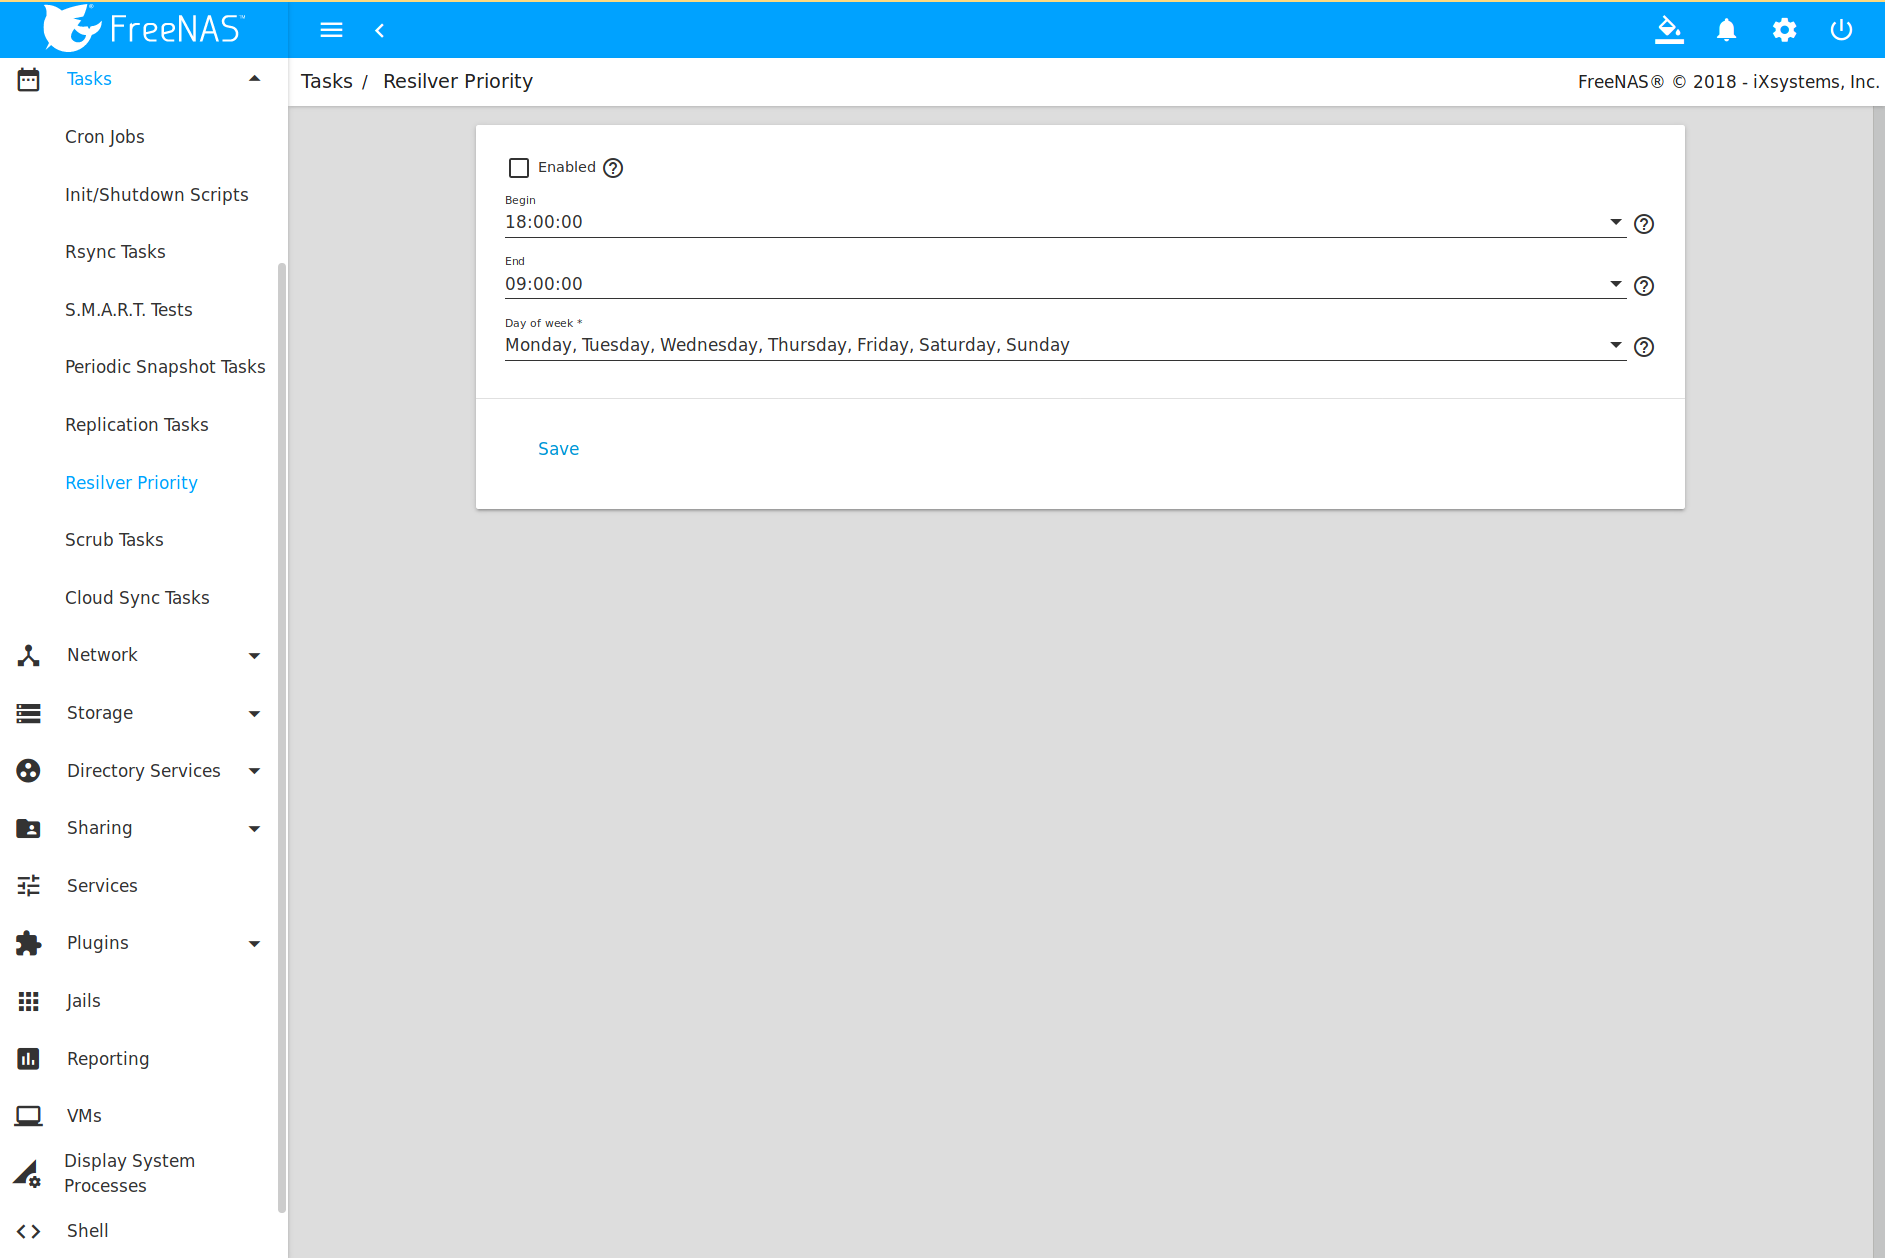 FreeNAS™
Tasks
Cron Jobs
Init/Shutdown Scripts
Rsync Tasks
S.M.A.R.T. Tests
Periodic Snapshot Tasks
Replication Tasks
Resilver Priority
Scrub Tasks
Cloud Sync Tasks
Network
Storage
Directory Services
Sharing
Services
Plugins
Jails
Reporting
VMs
Display System
Processes
Shell
Tasks / Resilver Priority
FreeNAS® © 2018 - iXsystems, Inc.
Enabled
Begin
18:00:00
End
09:00:00
Day of week *
Monday, Tuesday, Wednesday, Thursday, Friday, Saturday, Sunday
Save